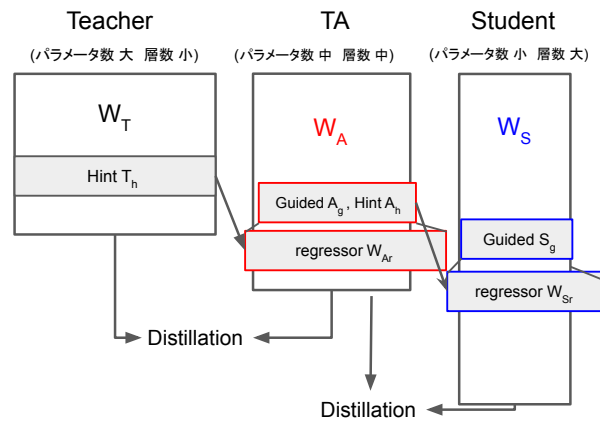 Teacher
TA
Student
(パラメータ数 大 層数 小)
(パラメータ数 中 層数 中)
(パラメータ数 小 層数 大)
W_T
W_A
W_S
Hint T_h
Guided A_g , Hint A_h
Guided S_g
regressor W_Ar
regressor W_Sr
Distillation
Distillation